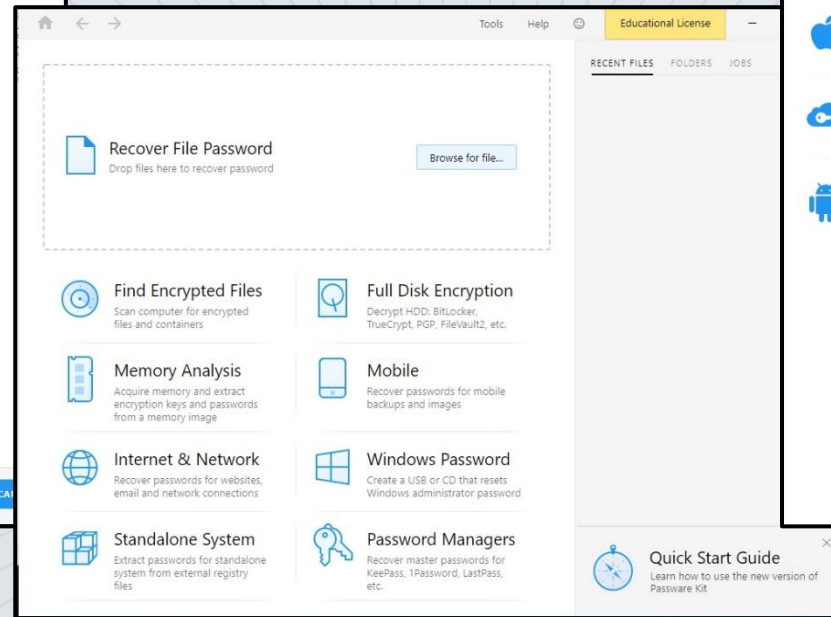 Tools Help Educational License
RECENT FILES FOLDERS JOBS
Recover File Password
Drop files here to recover password
Browse for file...
Find Encrypted Files
Scan computer for encrypted
files and containers
Full Disk Encryption
Decrypt HDD: BitLocker,
TrueCrypt, PGP, FileVault2, etc.
Memory Analysis
Acquire memory and extract
encryption keys and passwords
from a memory image
Mobile
Recover passwords for mobile
backups and images
Internet & Network
Recover passwords for websites,
email and network connections
Windows Password
Create a USB or CD that resets
Windows administrator password
Standalone System
Extract passwords for standalone
system from external registry
files
Password Managers
Recover master passwords for
KeePass, 1Password, LastPass,
etc.
Quick Start Guide
Learn how to use the new version of
Passware Kit